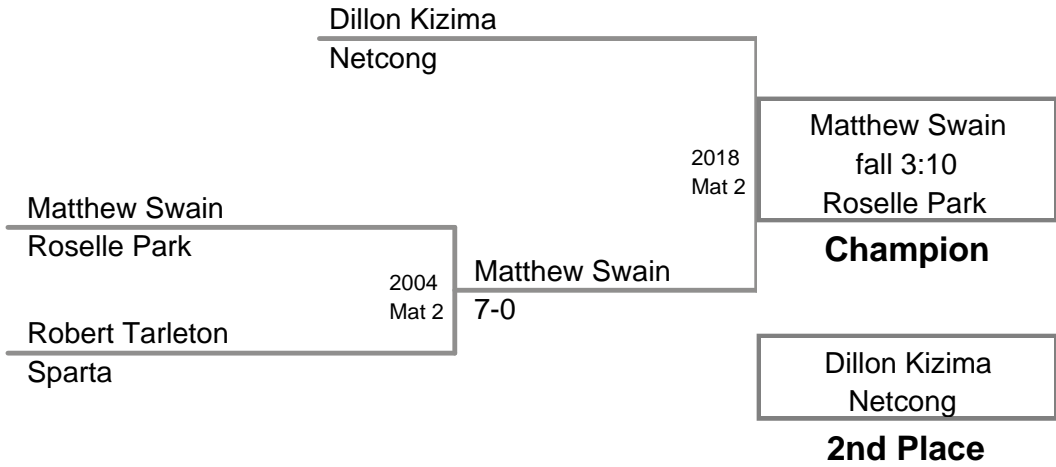 Dillon Kizima
Netcong
Matthew Swain
fall 3:10
Roselle Park
Champion
2018
Mat 2
Matthew Swain
Roselle Park
2004
Mat 2
Matthew Swain
7-0
Robert Tarleton
Sparta
Dillon Kizima
Netcong
2nd Place